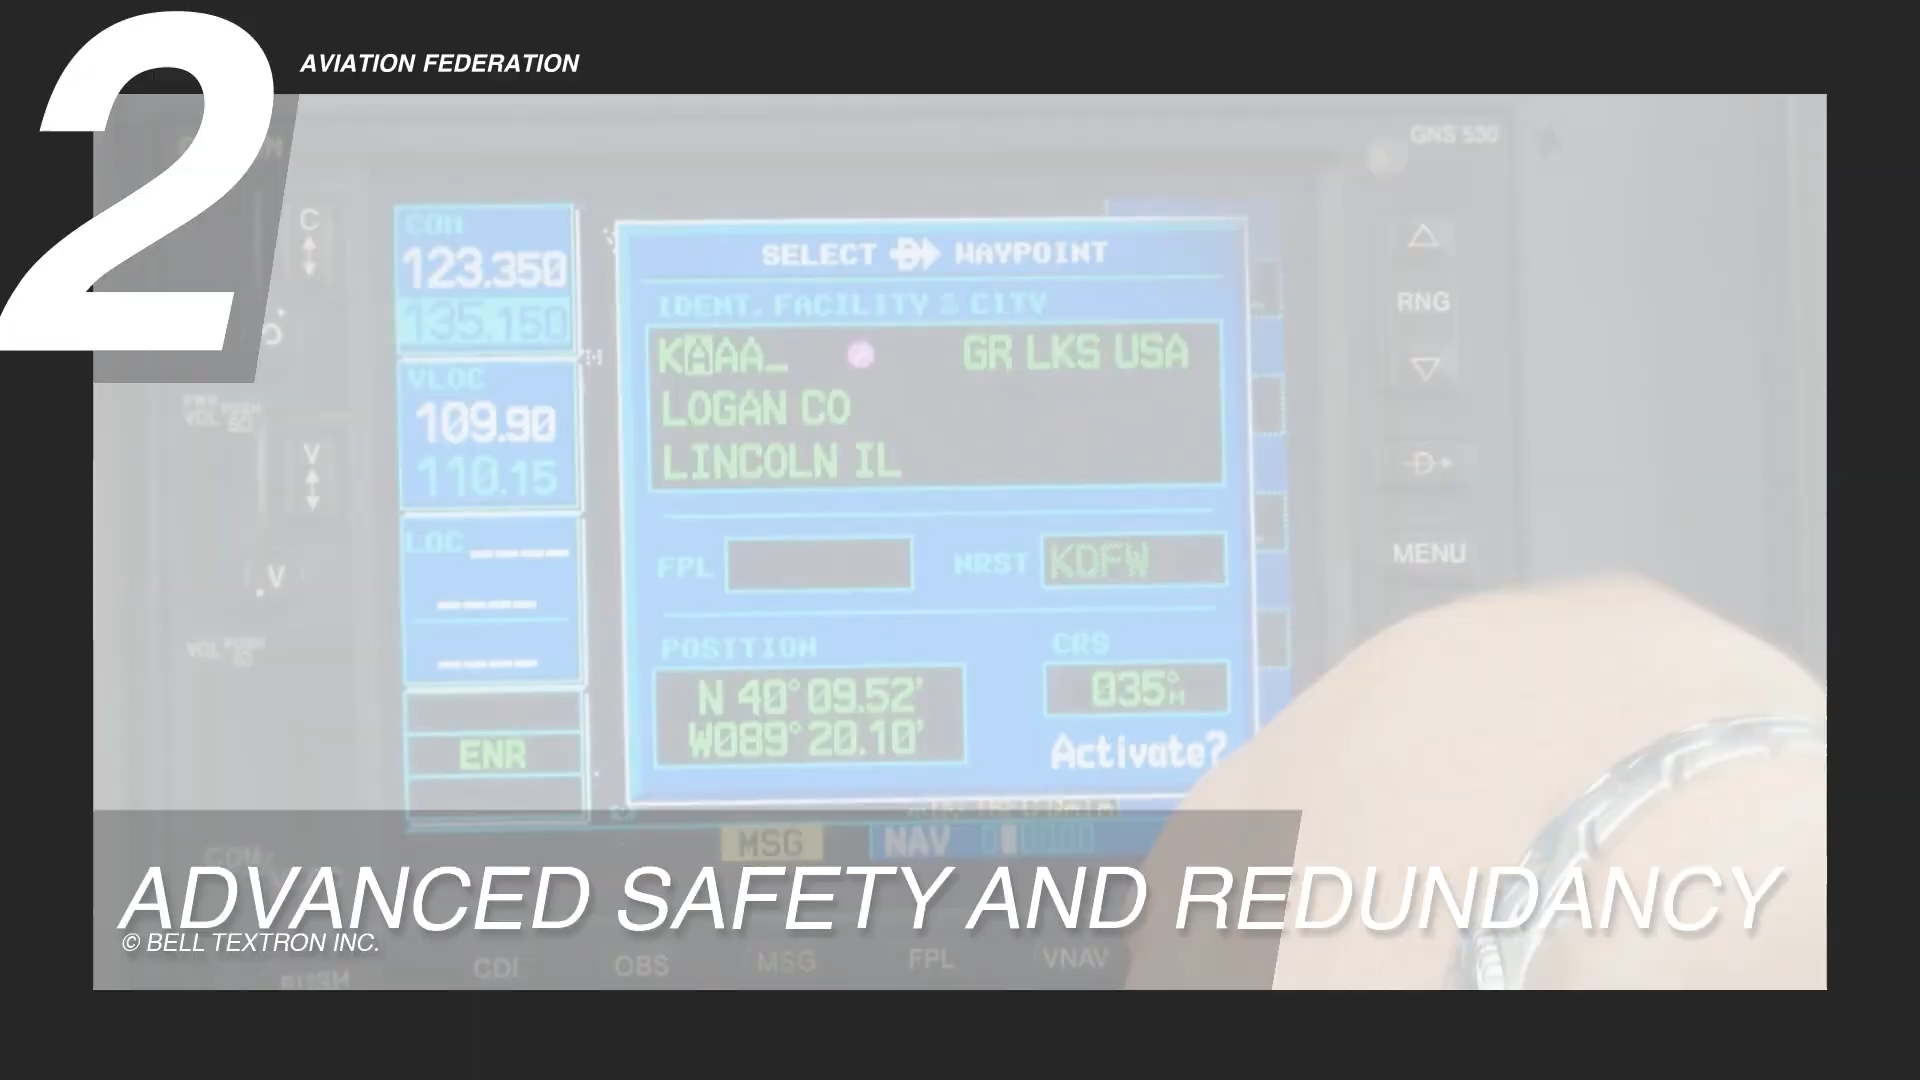 2
AVIATION FEDERATION
GNS 530
C
COM
123.350
135.150
VLOC
109.90
110.15
V
LOC
ENR
SELECT D WAYPOINT
IDENT, FACILITY & CITY
KAAA_ GR LKS USA
LOGAN CO
LINCOLN IL
FPL
NRST KDFW
POSITION
N 40° 09.52'
W089° 20.10'
CRS
035°M
Activate?
RNG
D
MENU
VOL
.V
VOL
MSG
NAV
ADVANCED SAFETY AND REDUNDANCY
© BELL TEXTRON INC.
PUSH
CDI
OBS
MSG
FPL
VNAV